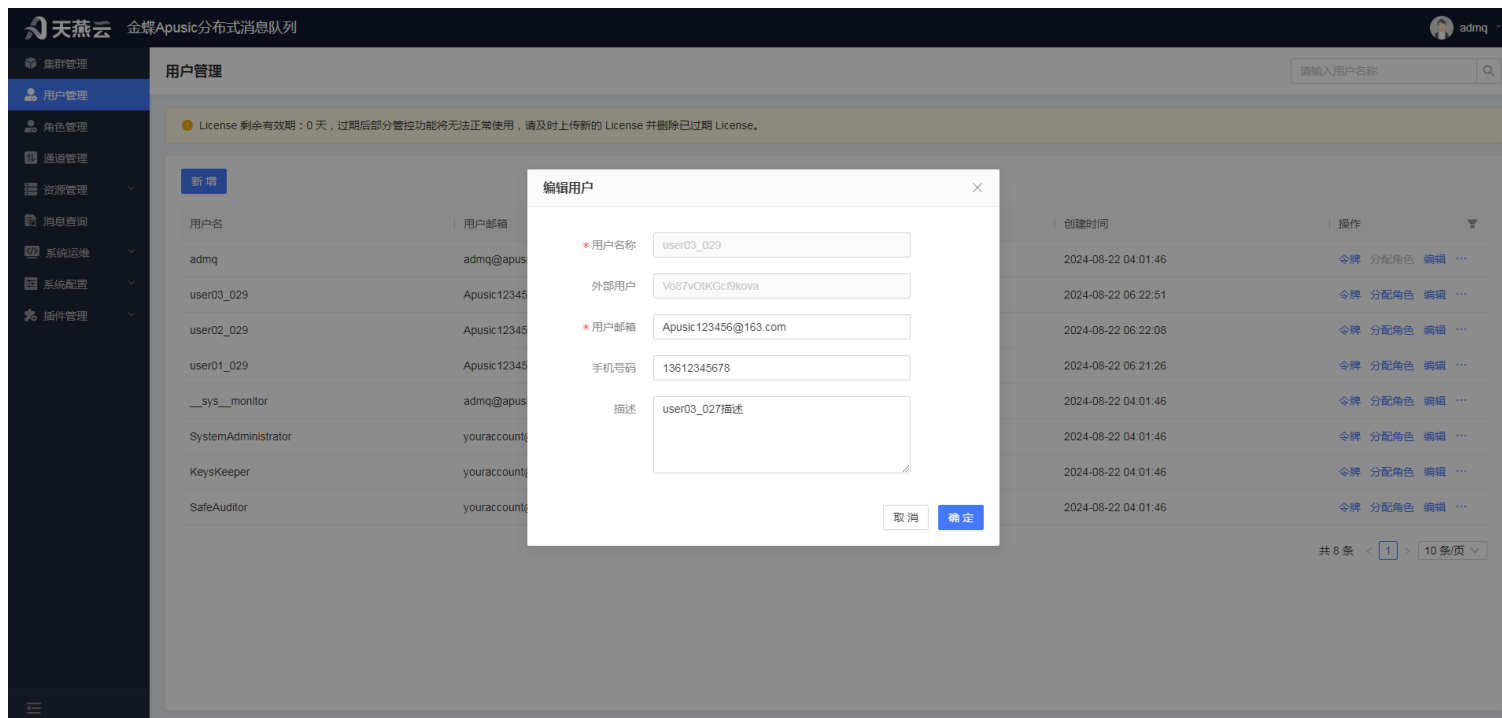 天燕云 金蝶Apusic分布式消息队列 admq
集群管理
用户管理
角色管理
通道管理
资源管理
消息查询
系统运维
系统配置
插件管理
用户管理
请输入用户名称
License 剩余有效期：0 天，过期后部分管控功能将无法正常使用，请及时上传新的 License 并删除已过期 License。
新 增
用户名 用户邮箱 创建时间 操作
admq admq@apus 2024-08-22 04:01:46 令牌 分配角色 编辑 ···
user03_029 Apusic12345 2024-08-22 06:22:51 令牌 分配角色 编辑 ···
user02_029 Apusic12345 2024-08-22 06:22:08 令牌 分配角色 编辑 ···
user01_029 Apusic12345 2024-08-22 06:21:26 令牌 分配角色 编辑 ···
__sys__monitor admq@apus 2024-08-22 04:01:46 令牌 分配角色 编辑 ···
SystemAdministrator youraccount 2024-08-22 04:01:46 令牌 分配角色 编辑 ···
KeysKeeper youraccount 2024-08-22 04:01:46 令牌 分配角色 编辑 ···
SafeAuditor youraccount 2024-08-22 04:01:46 令牌 分配角色 编辑 ···
共 8 条 < 1 > 10 条/页
编辑用户
* 用户名称 user03_029
外部用户 Vo87vOtKGcf9kova
* 用户邮箱 Apusic123456@163.com
手机号码 13612345678
描述 user03_027描述
取 消 确 定